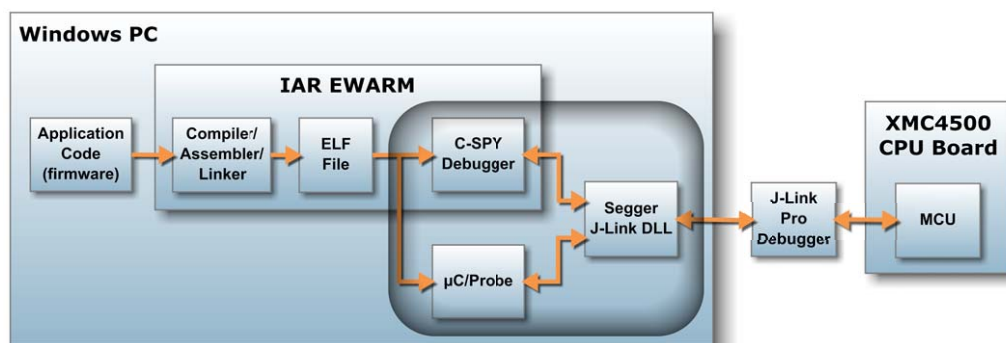 Windows PC
IAR EWARM
Application
Code
(firmware)
Compiler/
Assembler/
Linker
ELF
File
C-SPY
Debugger
µC/Probe
Segger
J-Link DLL
J-Link
Pro
Debugger
XMC4500
CPU Board
MCU